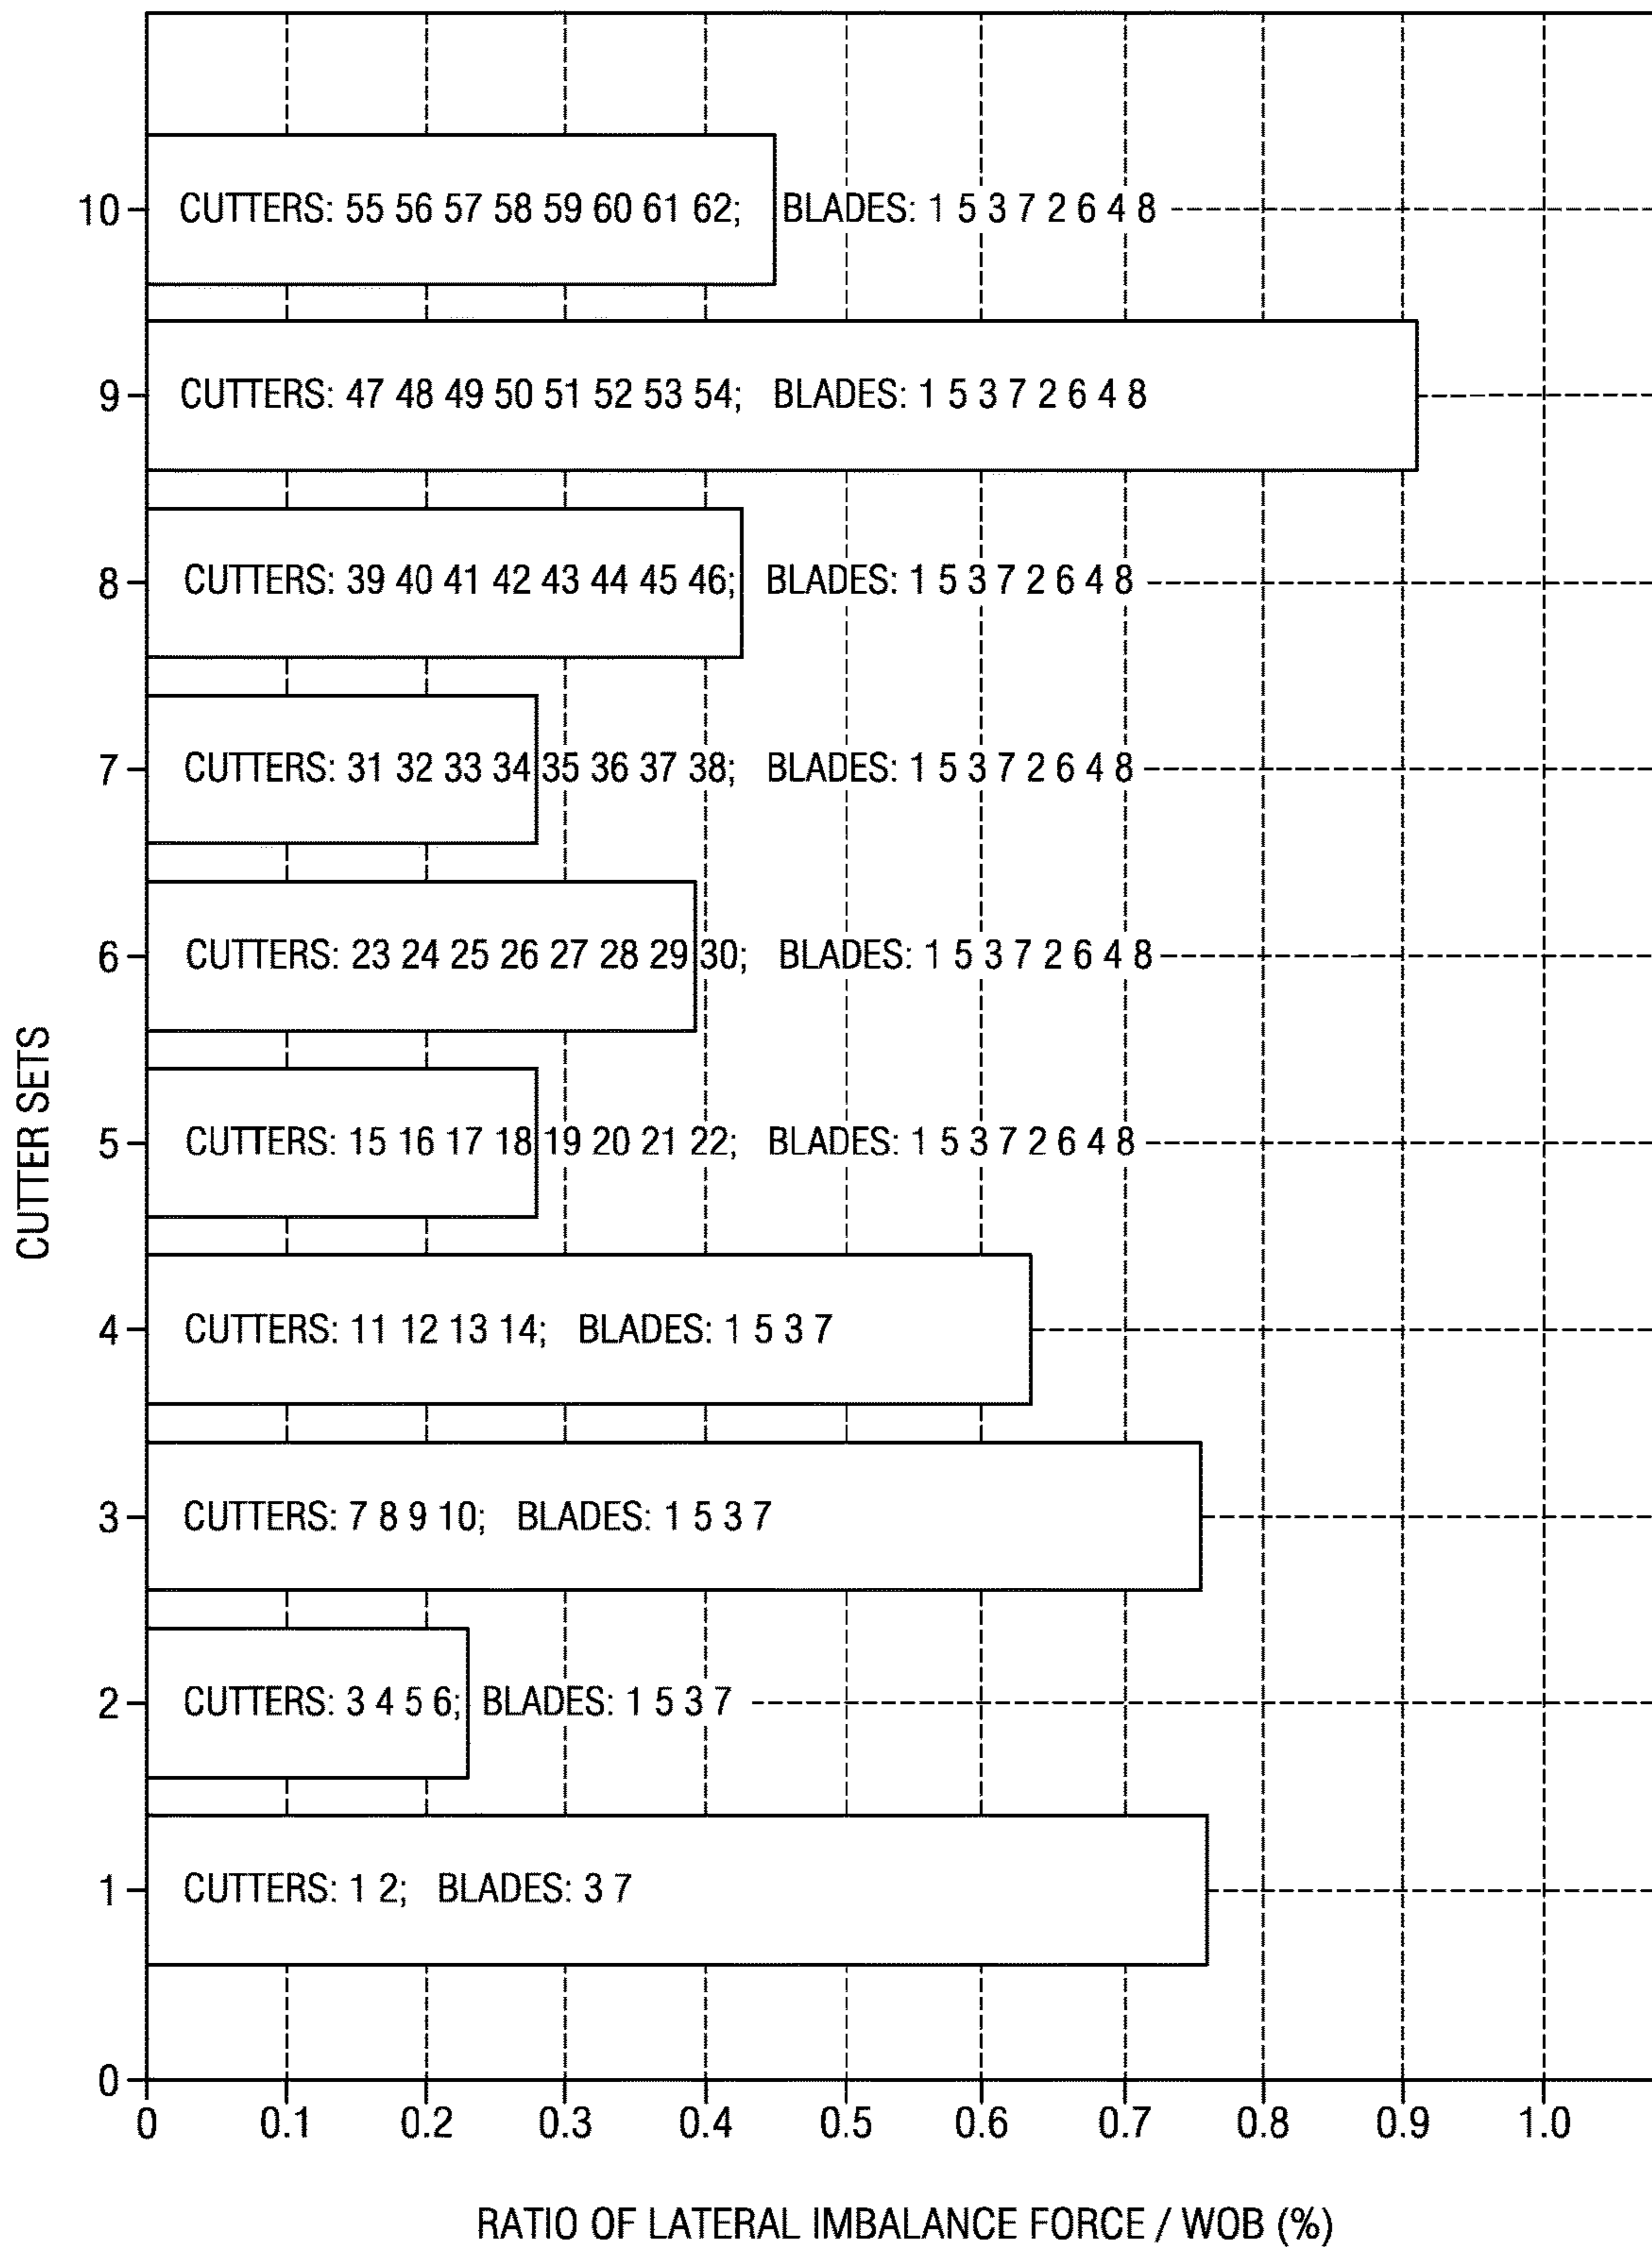 10
CUTTERS: 55 56 57 58 59 60 61 62; BLADES: 1 5 3 7 2 6 4 8
9
CUTTERS: 47 48 49 50 51 52 53 54; BLADES: 1 5 3 7 2 6 4 8
8
CUTTERS: 39 40 41 42 43 44 45 46; BLADES: 1 5 3 7 2 6 4 8
7
CUTTERS: 31 32 33 34 35 36 37 38; BLADES: 1 5 3 7 2 6 4 8
6
CUTTERS: 23 24 25 26 27 28 29 30; BLADES: 1 5 3 7 2 6 4 8
5
CUTTERS: 15 16 17 18 19 20 21 22; BLADES: 1 5 3 7 2 6 4 8
4
CUTTERS: 11 12 13 14; BLADES: 1 5 3 7
3
CUTTERS: 7 8 9 10; BLADES: 1 5 3 7
2
CUTTERS: 3 4 5 6; BLADES: 1 5 3 7
1
CUTTERS: 1 2; BLADES: 3 7
0
CUTTER SETS
0 0.1 0.2 0.3 0.4 0.5 0.6 0.7 0.8 0.9 1.0
RATIO OF LATERAL IMBALANCE FORCE / WOB (%)